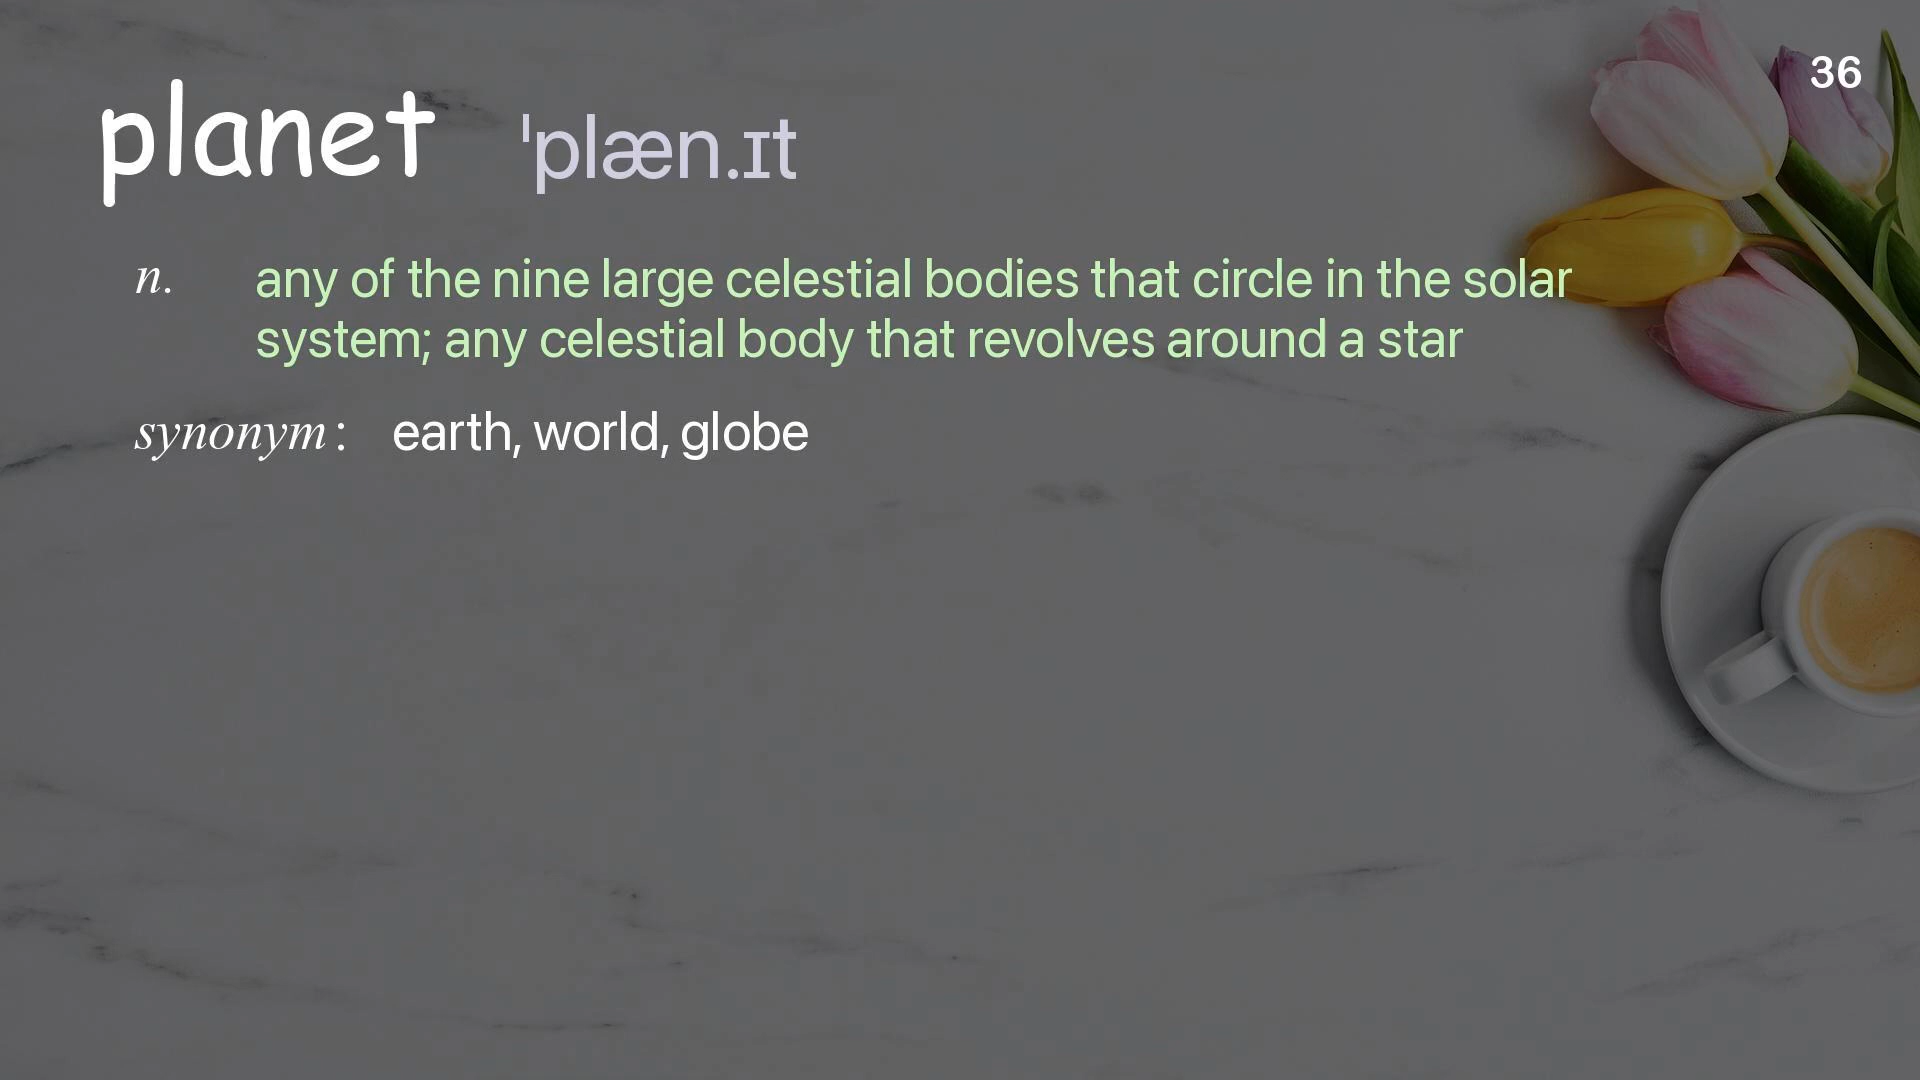 36
planet ˈplæn.ɪt
n. any of the nine large celestial bodies that circle in the solar
system; any celestial body that revolves around a star
synonym: earth, world, globe